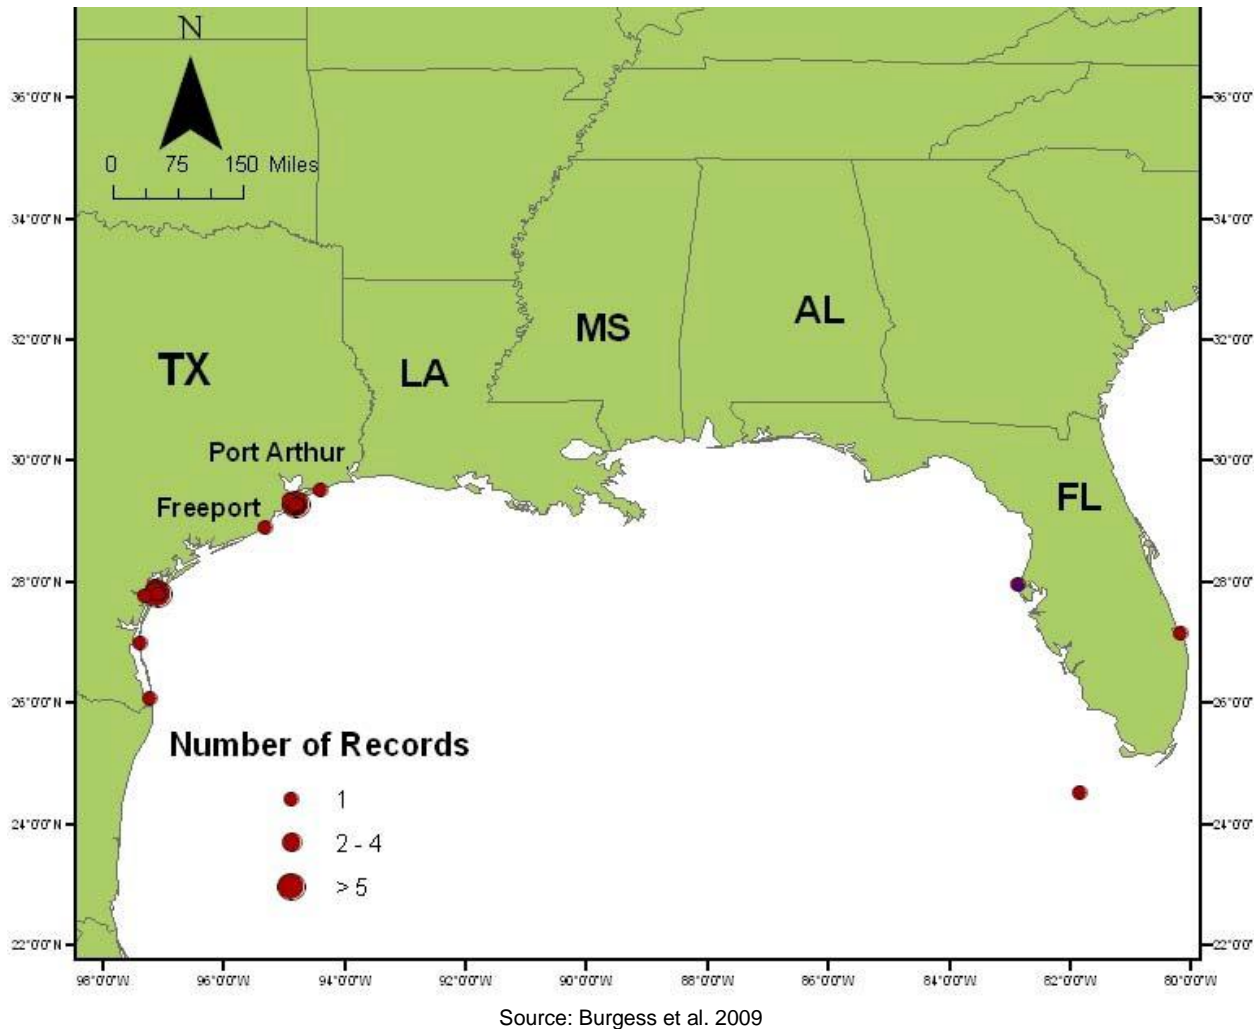 N
0 75 150 Miles
36°0'0"N
36°0'0"
34°0'0"N
34°0'0"
32°0'0"N
32°0'0"
30°0'0"N
30°0'0"
28°0'0"N
28°0'0"
26°0'0"N
26°0'0"
24°0'0"N
24°0'0"
22°0'0"N
22°0'0"
TX
LA
MS
AL
FL
Port Arthur
Freeport
Number of Records
1
2 - 4
> 5
98°0'0"W 96°0'0"W 94°0'0"W 92°0'0"W 90°0'0"W 88°0'0"W 86°0'0"W 84°0'0"W 82°0'0"W 80°0'0"W
Source: Burgess et al. 2009